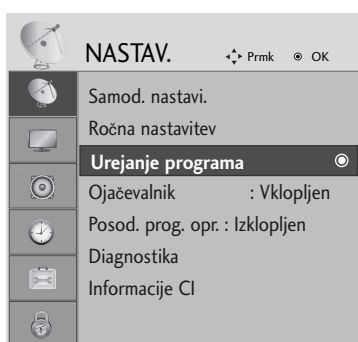 NASTAV. Prmk OK
Samod. nastavi.
Ročna nastavitev
Urejanje programa
Ojačevalnik : Vklopljen
Posod. prog. opr. : Izklopljen
Diagnostika
Informacije CI